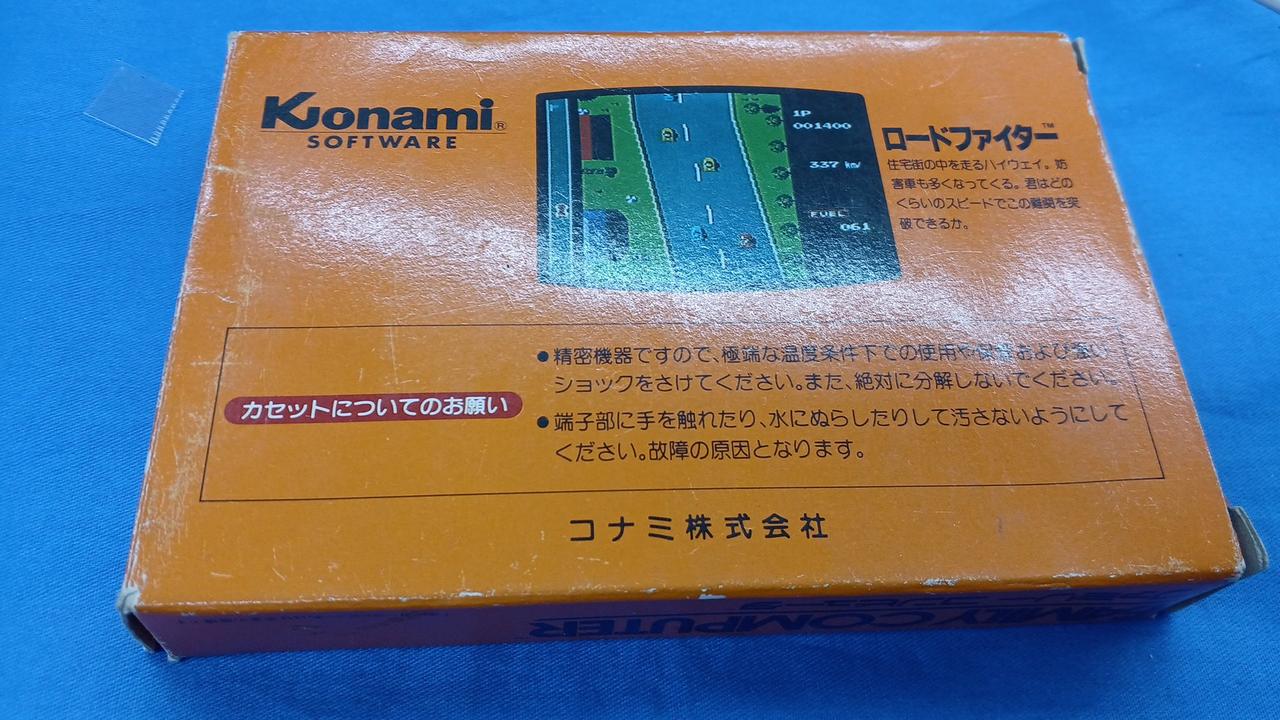 Konami®
SOFTWARE
1P
001400
337 km/
FUEL
061
ロードファイター™
住宅街の中を走るハイウェイ。妨
害車も多くなってくる。君はどの
くらいのスピードでこの難関を突
破できるか。
カセットについてのお願い
●精密機器ですので、極端な温度条件下での使用や保管および強い
ショックをさけてください。また、絶対に分解しないでください。
●端子部に手を触れたり、水にぬらしたりして汚さないようにして
ください。故障の原因となります。
コナミ株式会社
COMPUTER